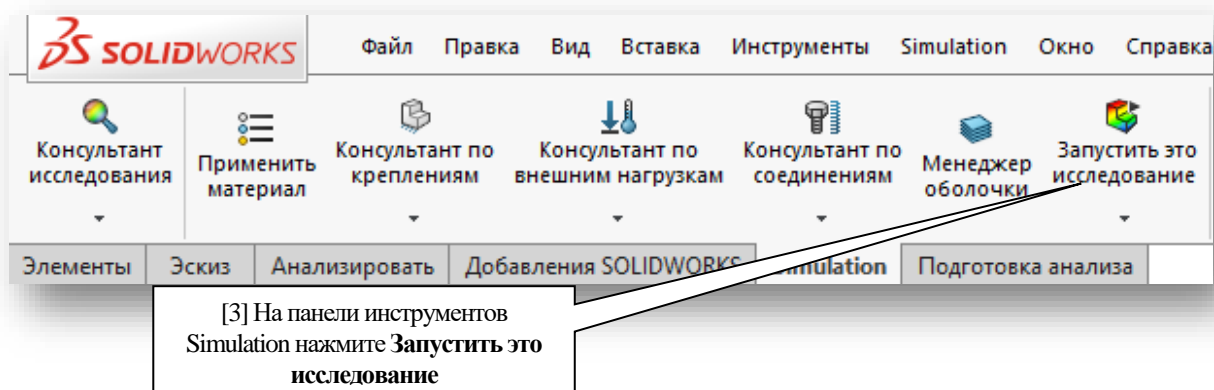 SOLIDWORKS Файл Правка Вид Вставка Инструменты Simulation Окно Справка
Консультант исследования
Применить материал
Консультант по креплениям
Консультант по внешним нагрузкам
Консультант по соединениям
Менеджер оболочки
Запустить это исследование
Элементы Эскиз Анализировать Добавления SOLIDWORKS Simulation Подготовка анализа
[3] На панели инструментов
Simulation нажмите Запустить это
исследование